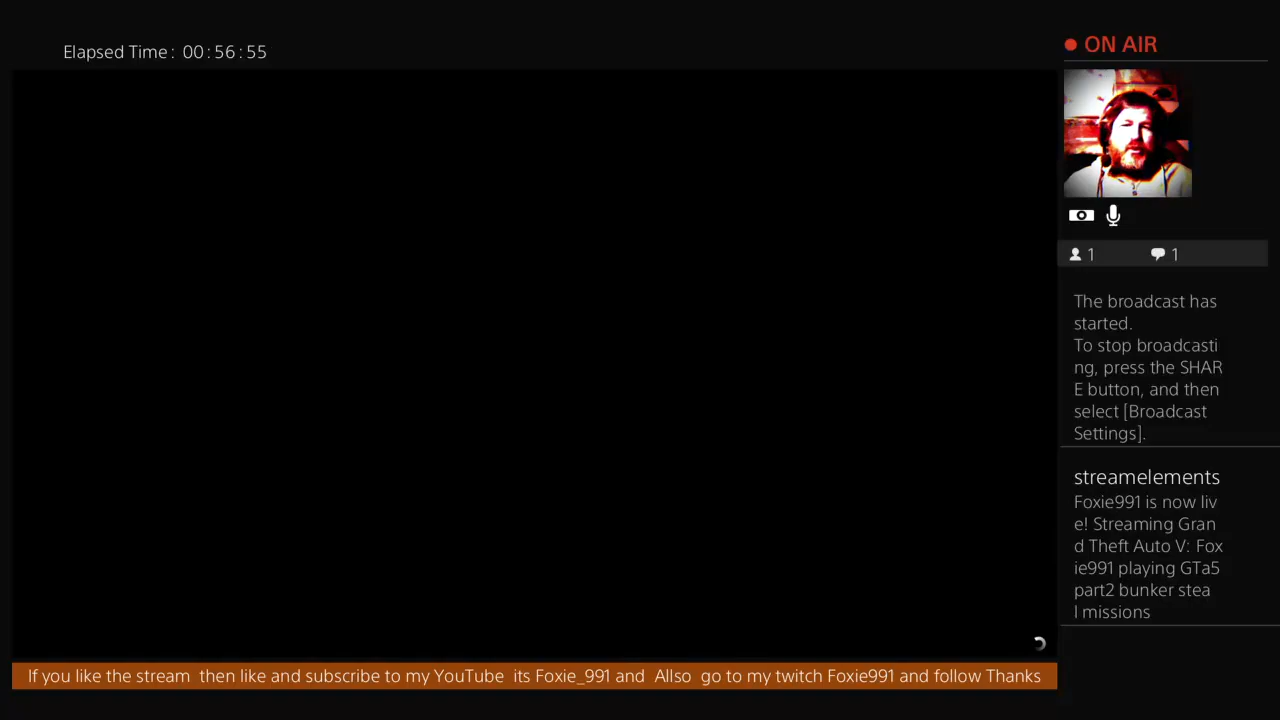 Elapsed Time: 00:56:55
ON AIR
1 1
The broadcast has
started.
To stop broadcasti
ng, press the SHAR
E button, and then
select [Broadcast
Settings].
streamelements
Foxie991 is now liv
e! Streaming Gran
d Theft Auto V: Fox
ie991 playing GTa5
part2 bunker stea
l missions
If you like the stream then like and subscribe to my YouTube its Foxie_991 and Allso go to my twitch Foxie991 and follow Thanks